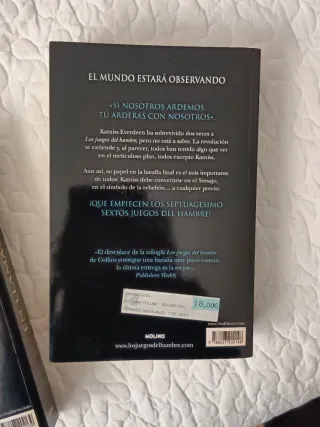 EL MUNDO ESTARÁ OBSERVANDO
«SI NOSOTROS ARDEMOS,
TÚ ARDERÁS CON NOSOTROS».
Katniss Everdeen ha sobrevivido dos veces a
Los juegos del hambre, pero no está a salvo. La revolución
se extiende y, al parecer, todos han tenido algo que ver
en el meticuloso plan, todos excepto Katniss.
Aun así, su papel en la batalla final es el más importante
de todos: Katniss debe convertirse en el Sinsajo,
en el símbolo de la rebelión... a cualquier precio.
¡QUE EMPIECEN LOS SEPTUAGÉSIMO
SEXTOS JUEGOS DEL HAMBRE!
«El desenlace de la trilogía Los juegos del hambre
de Collins consigue una hazaña muy poco común,
la última entrega es la mejor».
Publishers Weekly
16,00€
MOLINO
www.losjuegosdelhambre.com